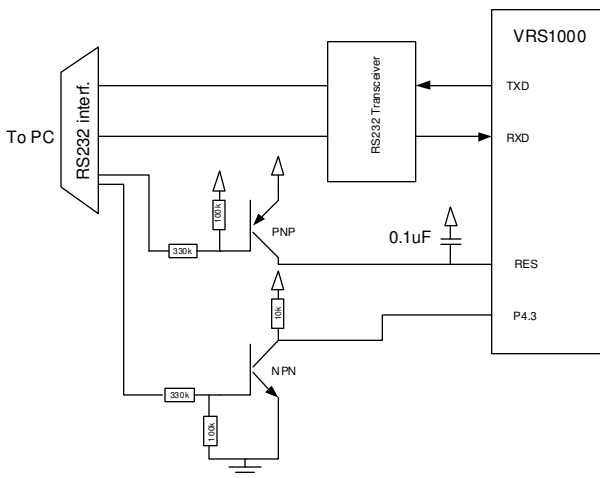 VRS1000
TXD
RS232 Transceiver
RS232 interf.
To PC
RXD
100k
PNP
0.1uF
330k
RES
10k
P4.3
NPN
330k
100k